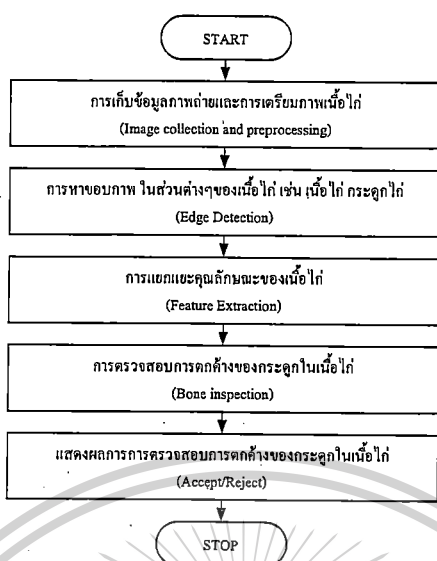 START
การเก็บข้อมูลภาพถ่ายและการเตรียมภาพเนื้อไก่
(Image collection and preprocessing)
การหาขอบภาพ ในส่วนต่างๆของเนื้อไก่ เช่น เนื้อไก่ กระดูกไก่
(Edge Detection)
การแยกแยะคุณลักษณะของเนื้อไก่
(Feature Extraction)
การตรวจสอบการตกค้างของกระดูกในเนื้อไก่
(Bone inspection)
แสดงผลการการตรวจสอบการตกค้างของกระดูกในเนื้อไก่
(Accept/Reject)
STOP